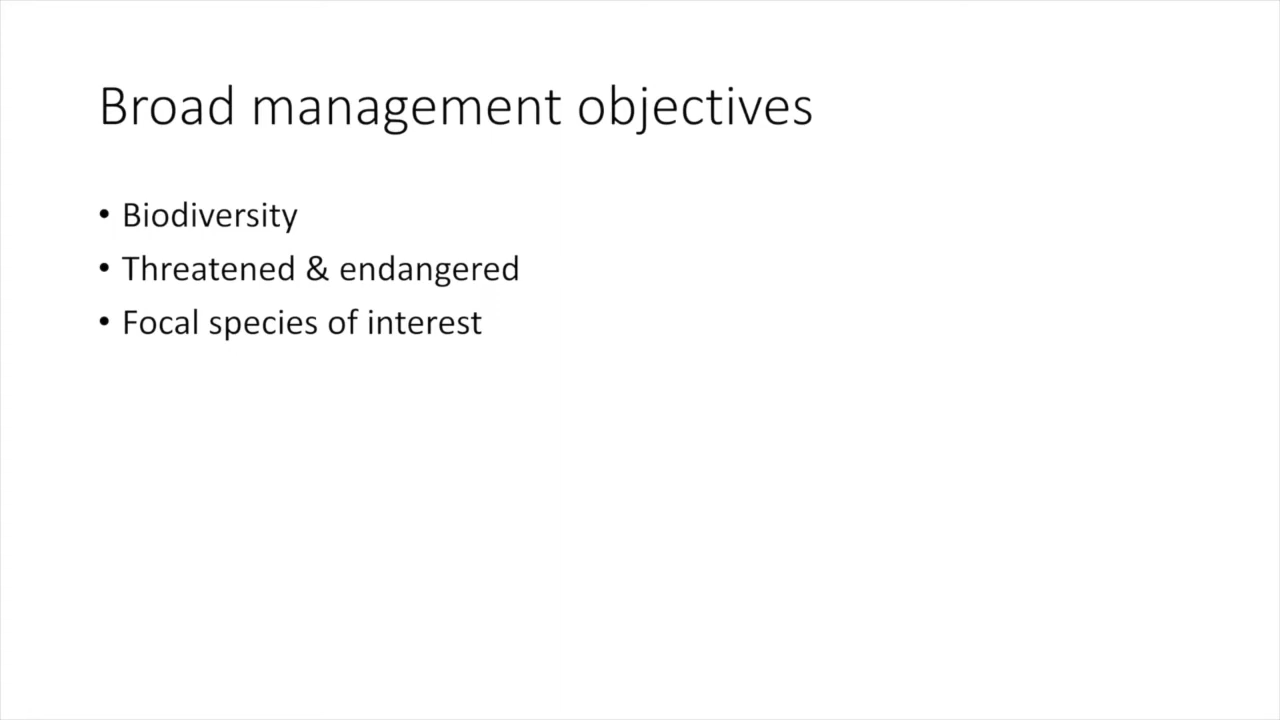 Broad management objectives
• Biodiversity
• Threatened & endangered
• Focal species of interest